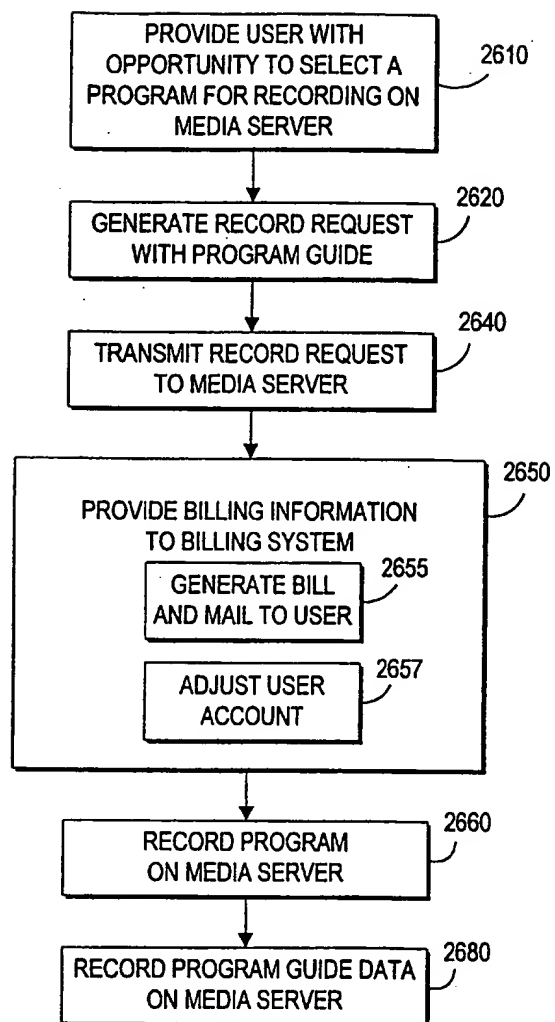 PROVIDE USER WITH
OPPORTUNITY TO SELECT A
PROGRAM FOR RECORDING ON
MEDIA SERVER
2610
GENERATE RECORD REQUEST
WITH PROGRAM GUIDE
2620
TRANSMIT RECORD REQUEST
TO MEDIA SERVER
2640
PROVIDE BILLING INFORMATION
TO BILLING SYSTEM
2650
GENERATE BILL
AND MAIL TO USER
2655
ADJUST USER
ACCOUNT
2657
RECORD PROGRAM
ON MEDIA SERVER
2660
RECORD PROGRAM GUIDE DATA
ON MEDIA SERVER
2680